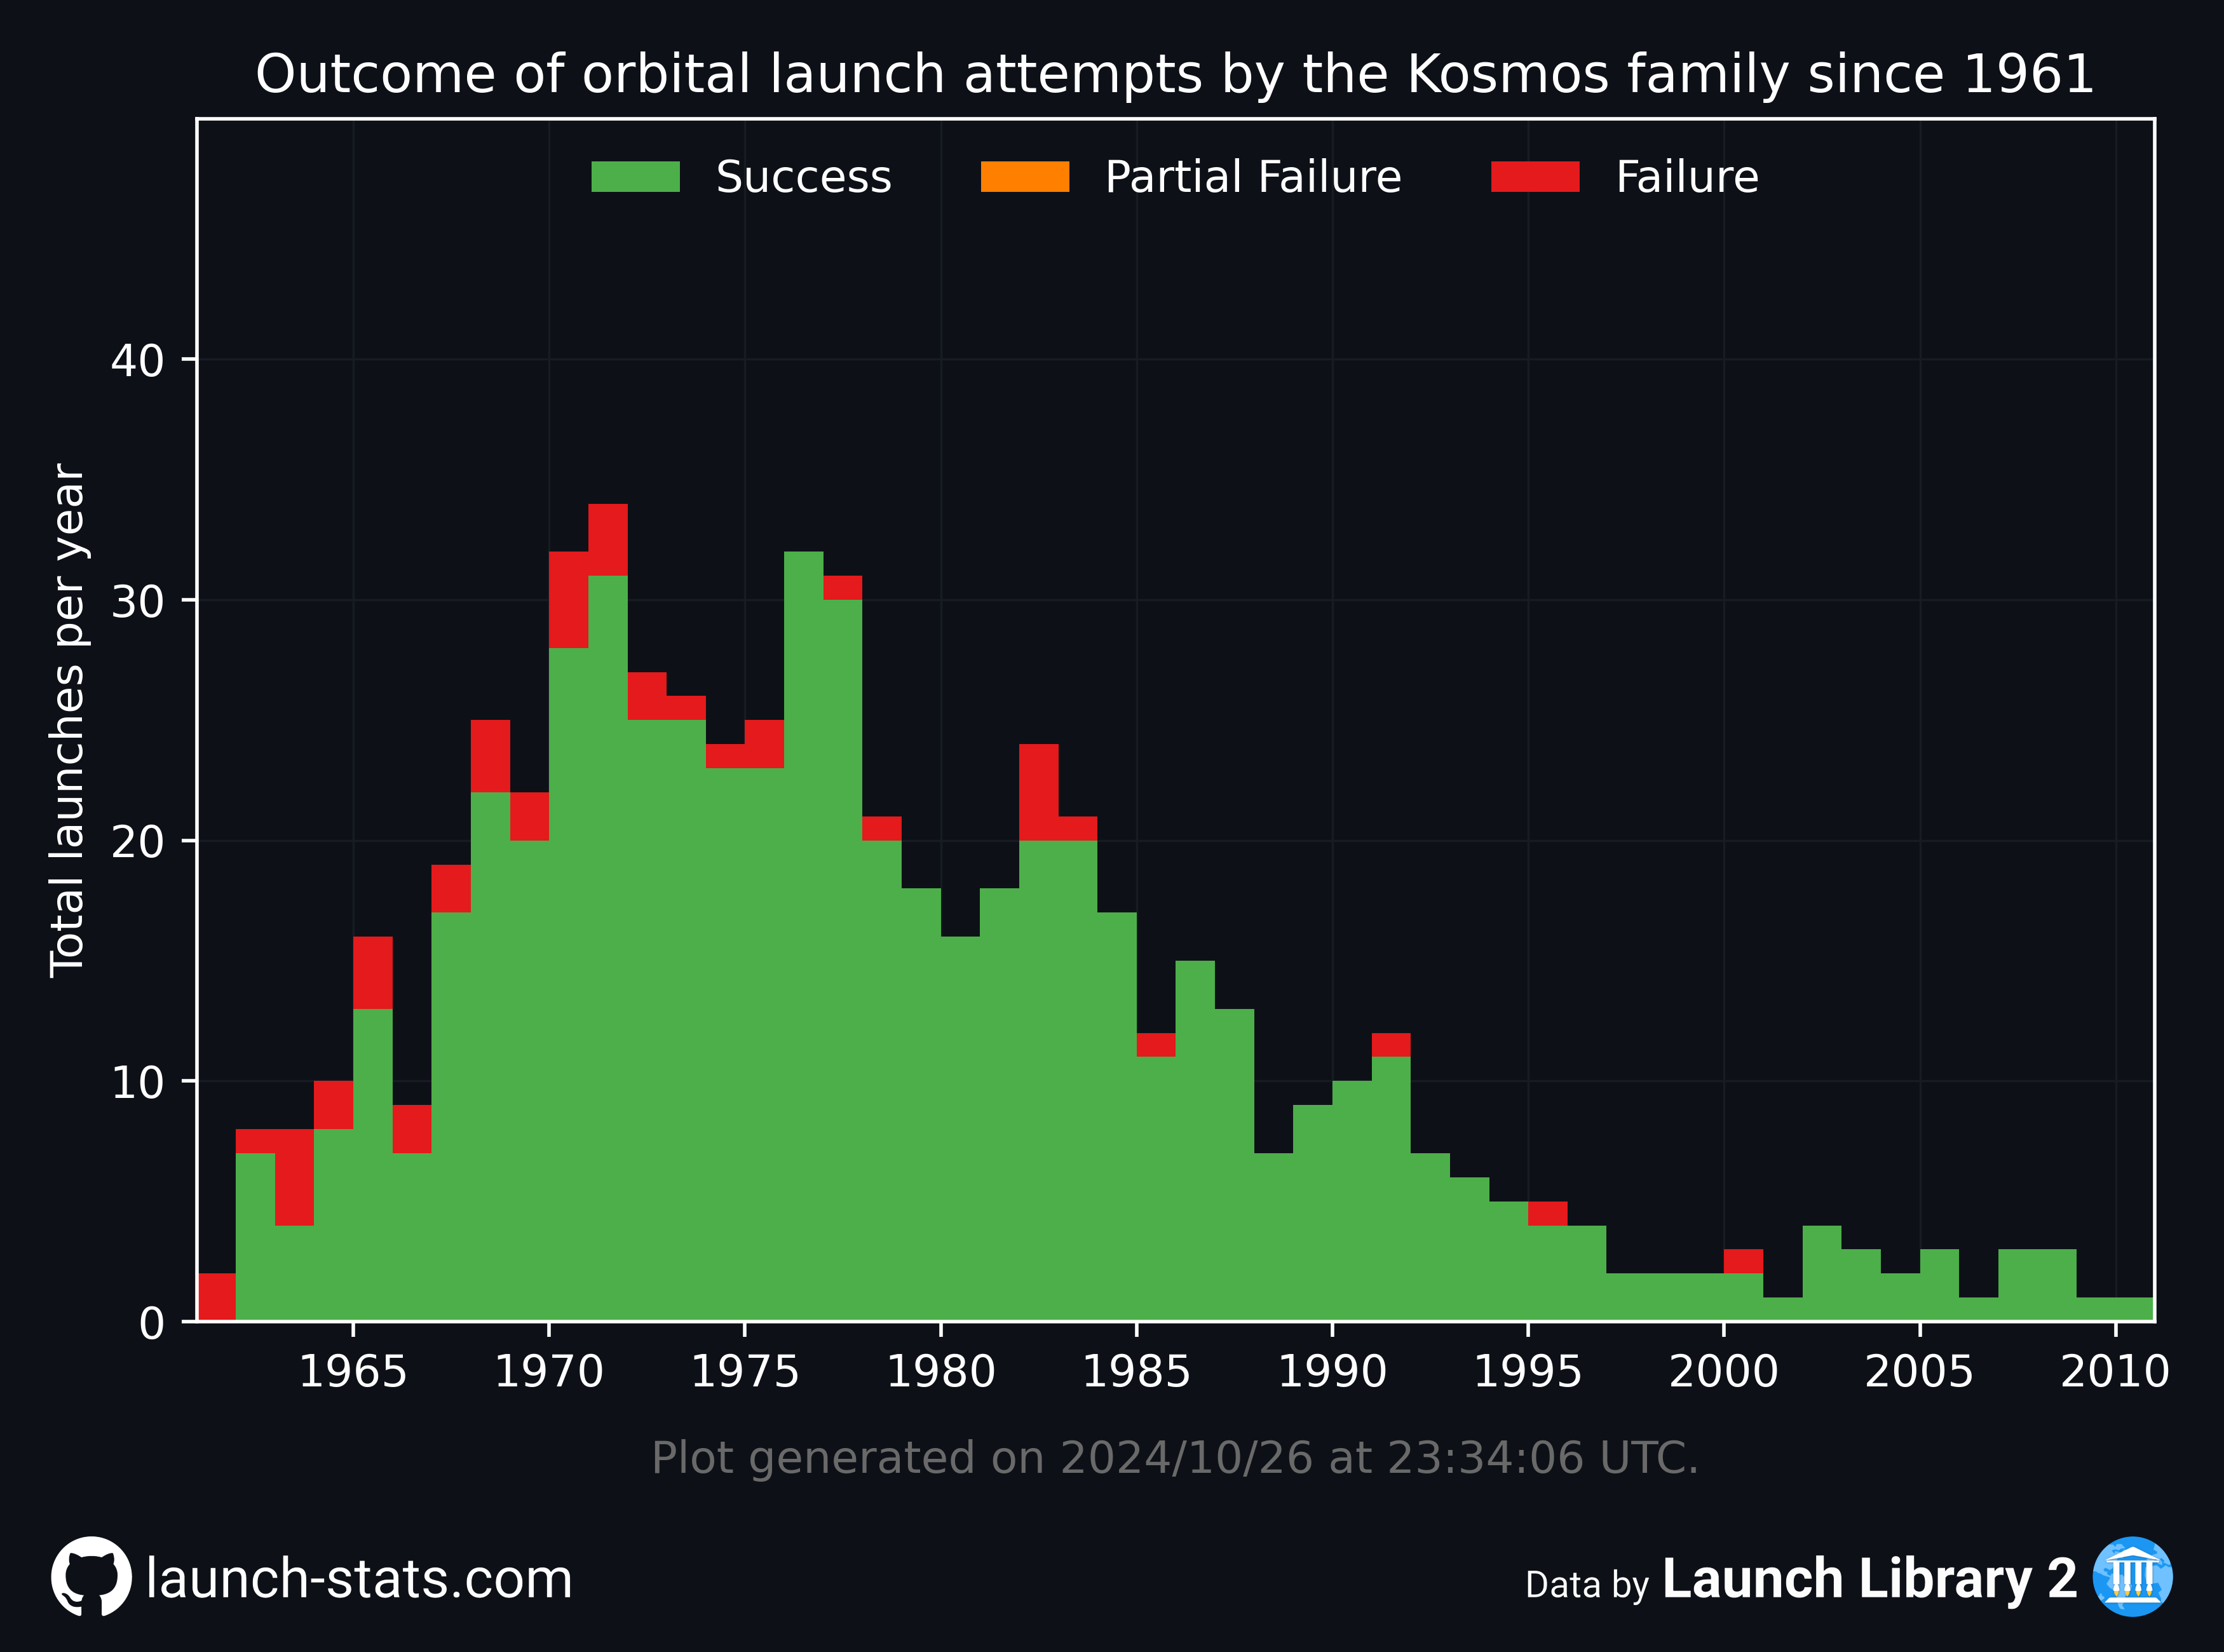 Outcome of orbital launch attempts by the Kosmos family since 1961
Success Partial Failure Failure
Total launches per year
40
30
20
10
0
1965 1970 1975 1980 1985 1990 1995 2000 2005 2010
Plot generated on 2024/10/26 at 23:34:06 UTC.
launch-stats.com
Data by Launch Library 2